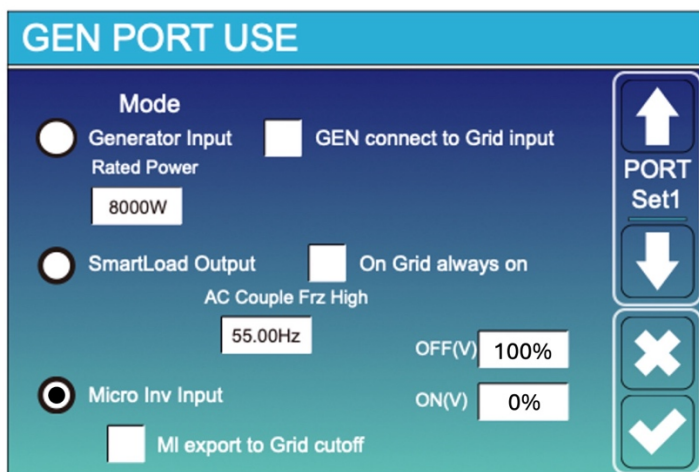 GEN PORT USE
Mode
Generator Input
GEN connect to Grid input
Rated Power
8000W
SmartLoad Output
On Grid always on
AC Couple Frz High
55.00Hz
OFF(V)
100%
Micro Inv Input
ON(V)
0%
MI export to Grid cutoff
PORT
Set1